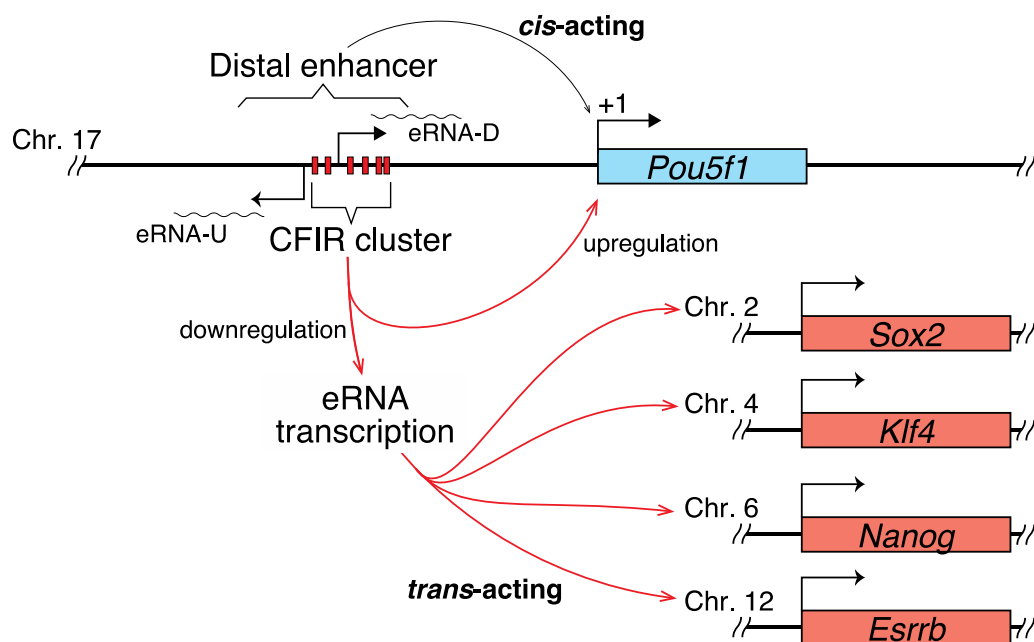 cis-acting
Distal enhancer
+1
eRNA-D
Chr. 17
Pou5f1
eRNA-U
CFIR cluster
upregulation
downregulation
Chr. 2
Sox2
eRNA
transcription
Chr. 4
Klf4
Chr. 6
Nanog
trans-acting
Chr. 12
Esrrb